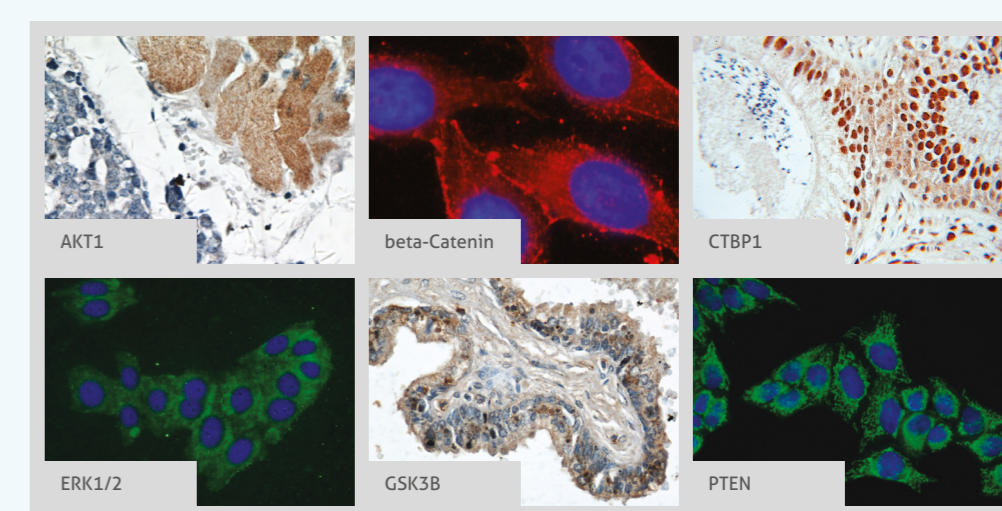 AKT1
beta-Catenin
CTBP1
ERK1/2
GSK3B
PTEN